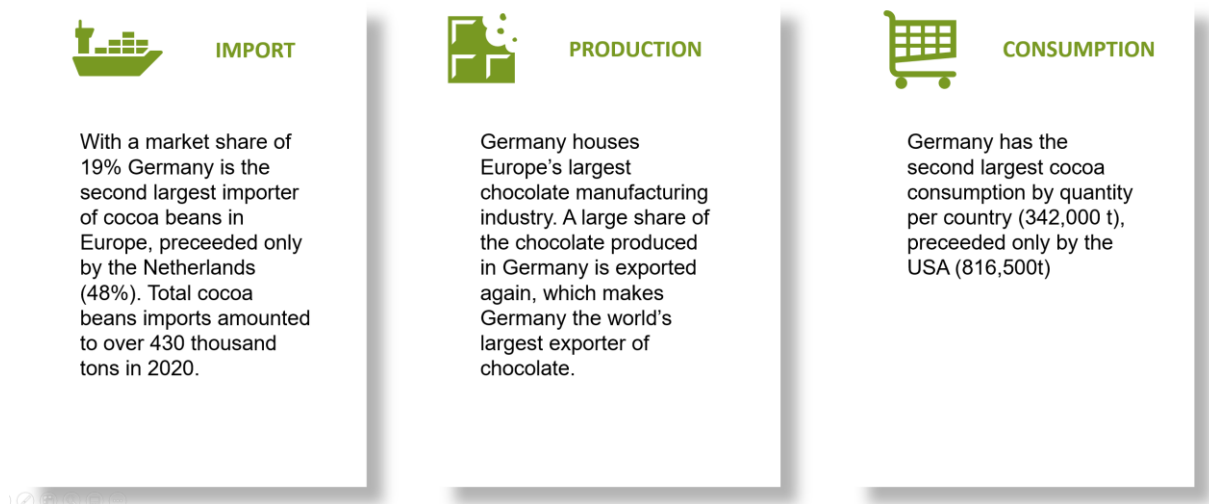 IMPORT
With a market share of
19% Germany is the
second largest importer
of cocoa beans in
Europe, preceeded only
by the Netherlands
(48%). Total cocoa
beans imports amounted
to over 430 thousand
tons in 2020.
PRODUCTION
Germany houses
Europe’s largest
chocolate manufacturing
industry. A large share of
the chocolate produced
in Germany is exported
again, which makes
Germany the world’s
largest exporter of
chocolate.
CONSUMPTION
Germany has the
second largest cocoa
consumption by quantity
per country (342,000 t),
preceeded only by the
USA (816,500t)